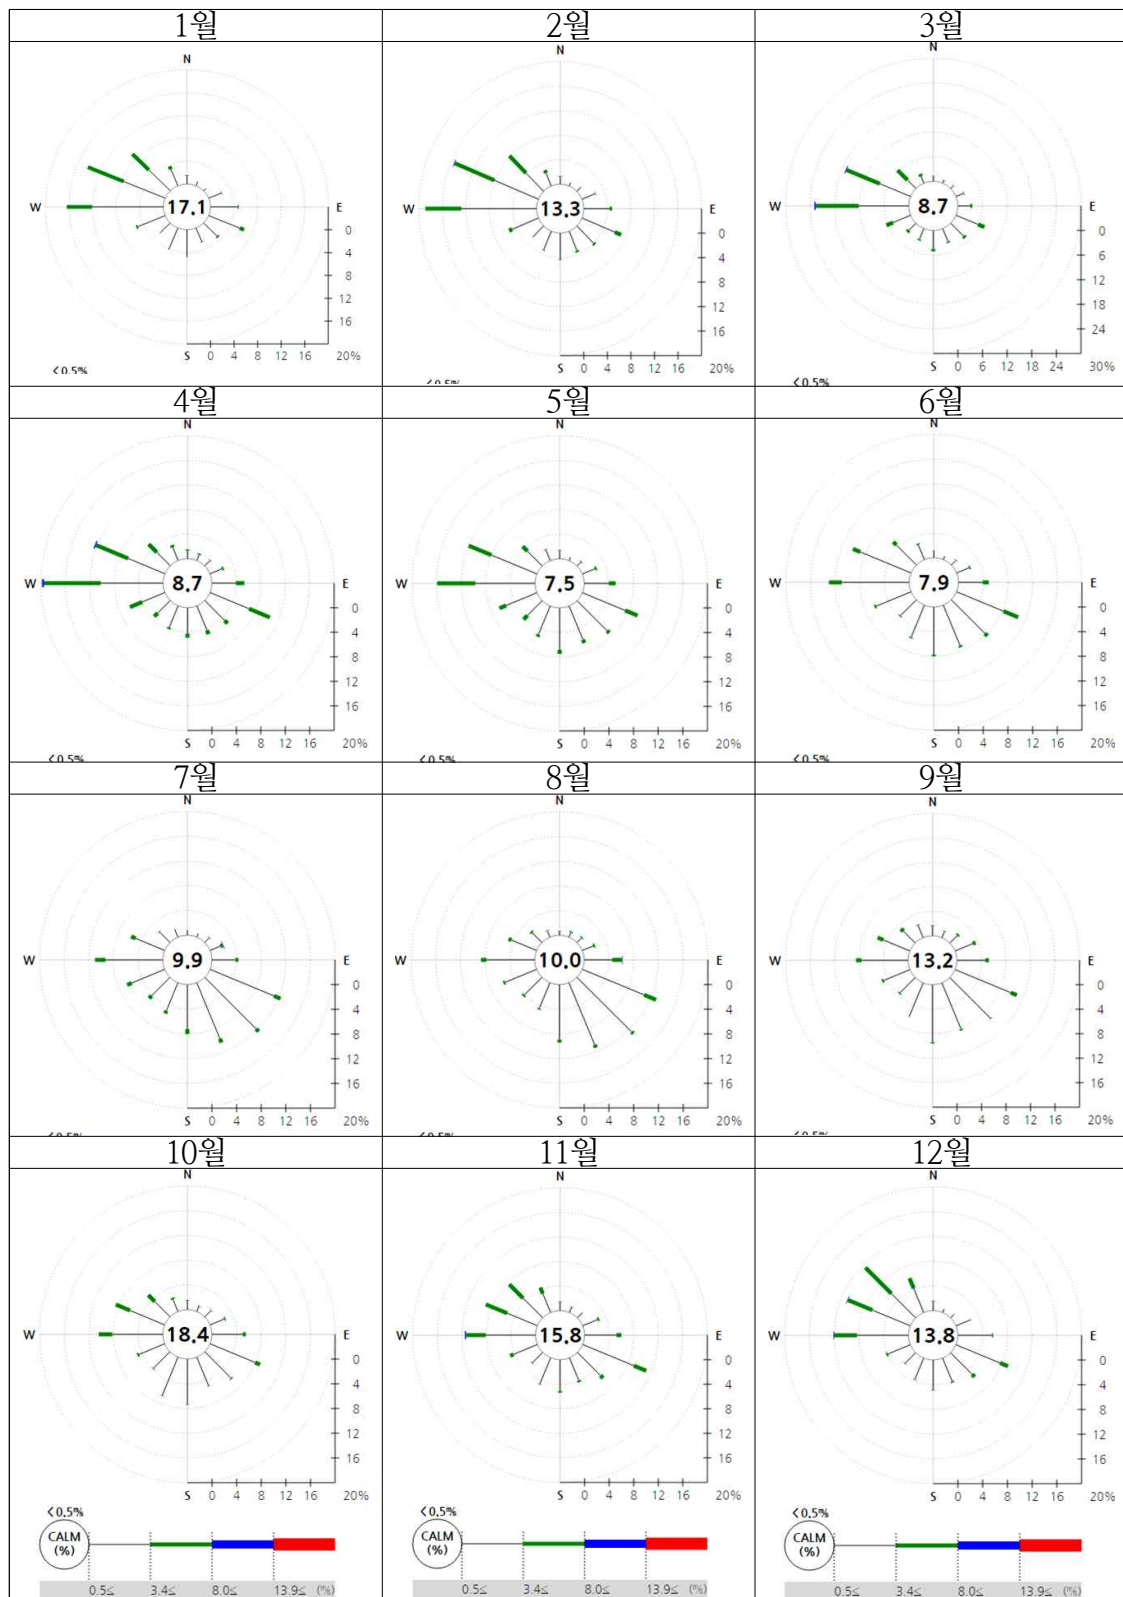 1월 2월 3월
N N N
17.1 13.3 8.7
W E W E W E
0 0 0
4 4 6
8 8 12
12 12 18
16 16 24
S 0 4 8 12 16 20% S 0 4 8 12 16 20% S 0 6 12 18 24 30%
<0.5% <0.5% <0.5%
4월 5월 6월
N N N
8.7 7.5 7.9
W E W E W E
0 0 0
4 4 4
8 8 8
12 12 12
16 16 16
S 0 4 8 12 16 20% S 0 4 8 12 16 20% S 0 4 8 12 16 20%
<0.5% <0.5% <0.5%
7월 8월 9월
N N N
9.9 10.0 13.2
W E W E W E
0 0 0
4 4 4
8 8 8
12 12 12
16 16 16
S 0 4 8 12 16 20% S 0 4 8 12 16 20% S 0 4 8 12 16 20%
<0.5% <0.5% <0.5%
10월 11월 12월
N N N
18.4 15.8 13.8
W E W E W E
0 0 0
4 4 4
8 8 8
12 12 12
16 16 16
S 0 4 8 12 16 20% S 0 4 8 12 16 20% S 0 4 8 12 16 20%
<0.5% <0.5% <0.5%
CALM CALM CALM
(%) (%) (%)
0.5≤ 3.4≤ 8.0≤ 13.9≤ (%) 0.5≤ 3.4≤ 8.0≤ 13.9≤ (%) 0.5≤ 3.4≤ 8.0≤ 13.9≤ (%)